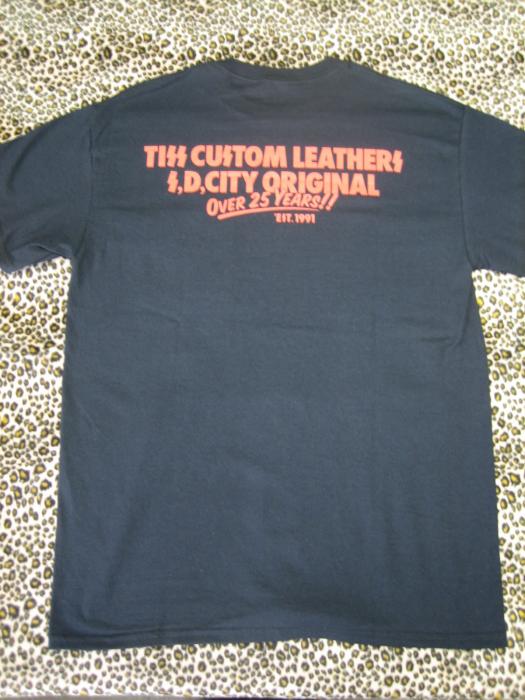 TISS CUSTOM LEATHERS
S,D,CITY ORIGINAL
OVER 25 YEARS!!
EST.1991